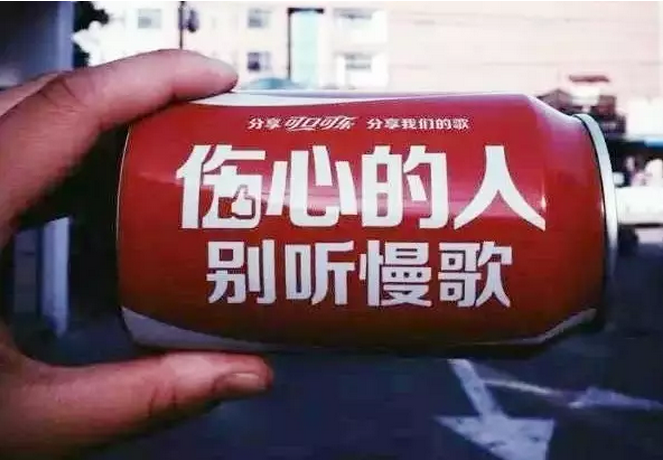 分享 可口可乐 分享我们的歌
伤心的人
别听慢歌